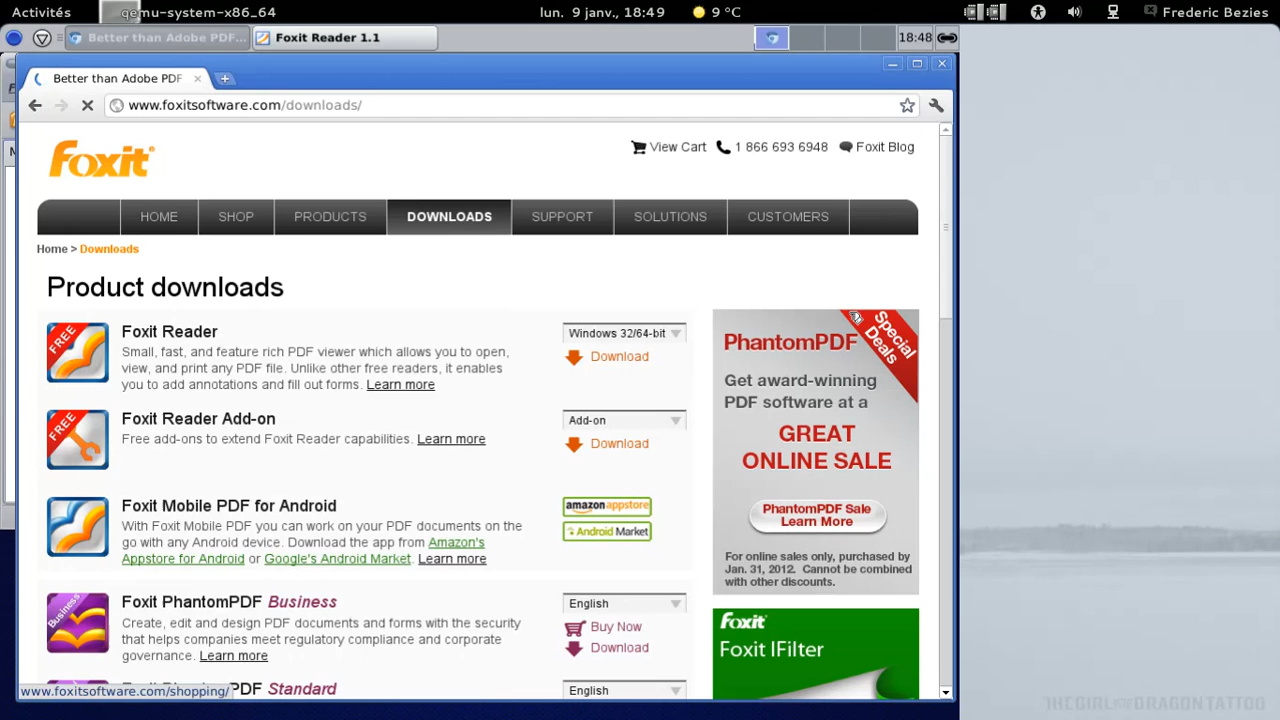 Activités qemu-system-x86_64 lun. 9 janv., 18:49 9 °C Frederic Bezies
Better than Adobe PDF... Foxit Reader 1.1 18:48
Better than Adobe PDF
www.foxitsoftware.com/downloads/
foxit View Cart 1 866 693 6948 Foxit Blog
HOME SHOP PRODUCTS DOWNLOADS SUPPORT SOLUTIONS CUSTOMERS
Home > Downloads
Product downloads
FREE
Foxit Reader
Small, fast, and feature rich PDF viewer which allows you to open,
view, and print any PDF file. Unlike other free readers, it enables
you to add annotations and fill out forms. Learn more
Windows 32/64-bit
Download
FREE
Foxit Reader Add-on
Free add-ons to extend Foxit Reader capabilities. Learn more
Add-on
Download
Foxit Mobile PDF for Android
With Foxit Mobile PDF you can work on your PDF documents on the
go with any Android device. Download the app from Amazon's
Appstore for Android or Google's Android Market. Learn more
amazon appstore
Android Market
Business
Foxit PhantomPDF Business
Create, edit and design PDF documents and forms with the security
that helps companies meet regulatory compliance and corporate
governance. Learn more
English
Buy Now
Download
PDF Standard
English
Special
Deals
PhantomPDF
Get award-winning
PDF software at a
GREAT
ONLINE SALE
PhantomPDF Sale
Learn More
For online sales only, purchased by
Jan. 31, 2012. Cannot be combined
with other discounts.
foxit
Foxit IFilter
www.foxitsoftware.com/shopping/
THE GIRL WITH THE DRAGON TATTOO